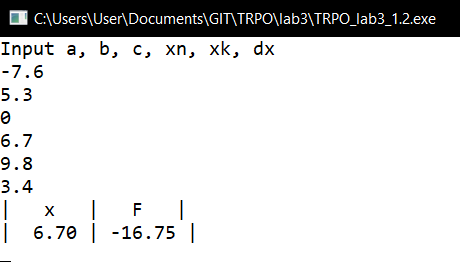 C:\Users\User\Documents\GIT\TRPO\lab3\TRPO_lab3_1.2.exe
Input a, b, c, xn, xk, dx
-7.6
5.3
0
6.7
9.8
3.4
|   x   |   F   |
|  6.70 | -16.75 |